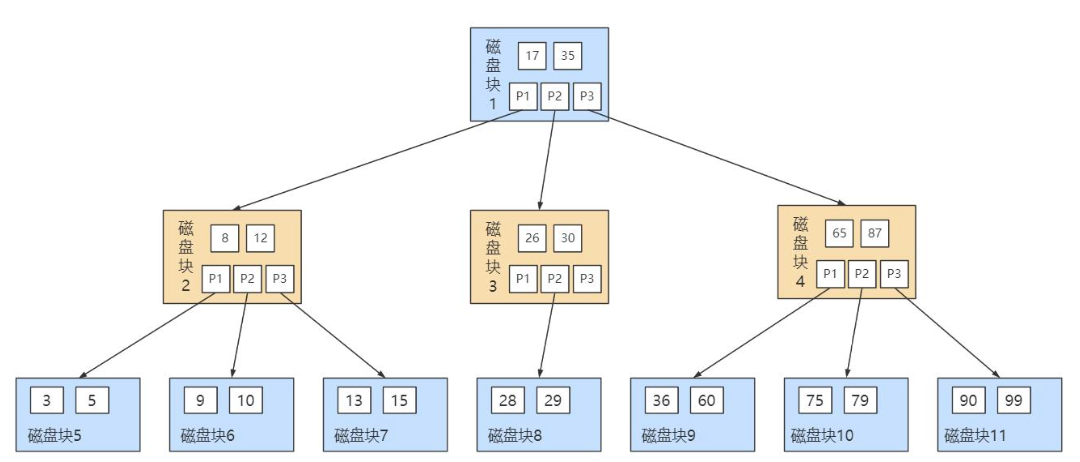 磁盘块1
17 35
P1 P2 P3
磁盘块2
8 12
P1 P2 P3
磁盘块3
26 30
P1 P2 P3
磁盘块4
65 87
P1 P2 P3
3 5
磁盘块5
9 10
磁盘块6
13 15
磁盘块7
28 29
磁盘块8
36 60
磁盘块9
75 79
磁盘块10
90 99
磁盘块11